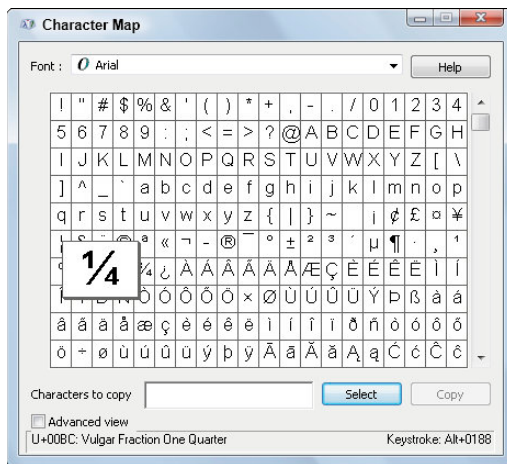 Character Map
Font : O Arial Help
! " # $ % & ' ( ) * + , - . / 0 1 2 3 4
5 6 7 8 9 : ; < = > ? @ A B C D E F G H
I J K L M N O P Q R S T U V W X Y Z [ \
] ^ _ ` a b c d e f g h i j k l m n o p
q r s t u v w x y z { | } ~ ¡ ¢ £ ¤ ¥
ª « ¬ - ® ¯ ° ± ² ³ ´ µ ¶ · ¸ ¹
¼ ¾ ¿ À Á Â Ã Ä Å Æ Ç È É Ê Ë Ì Í
Ò Ó Ô Õ Ö × Ø Ù Ú Û Ü Ý Þ ß à á
â ã ä å æ ç è é ê ë ì í î ï ð ñ ò ó ô õ
ö ÷ ø ù ú û ü ý þ ÿ Ā ā Ă ă Ą ą Ć ć Ĉ ĉ
Characters to copy Select Copy
Advanced view
U+00BC: Vulgar Fraction One Quarter Keystroke: Alt+0188